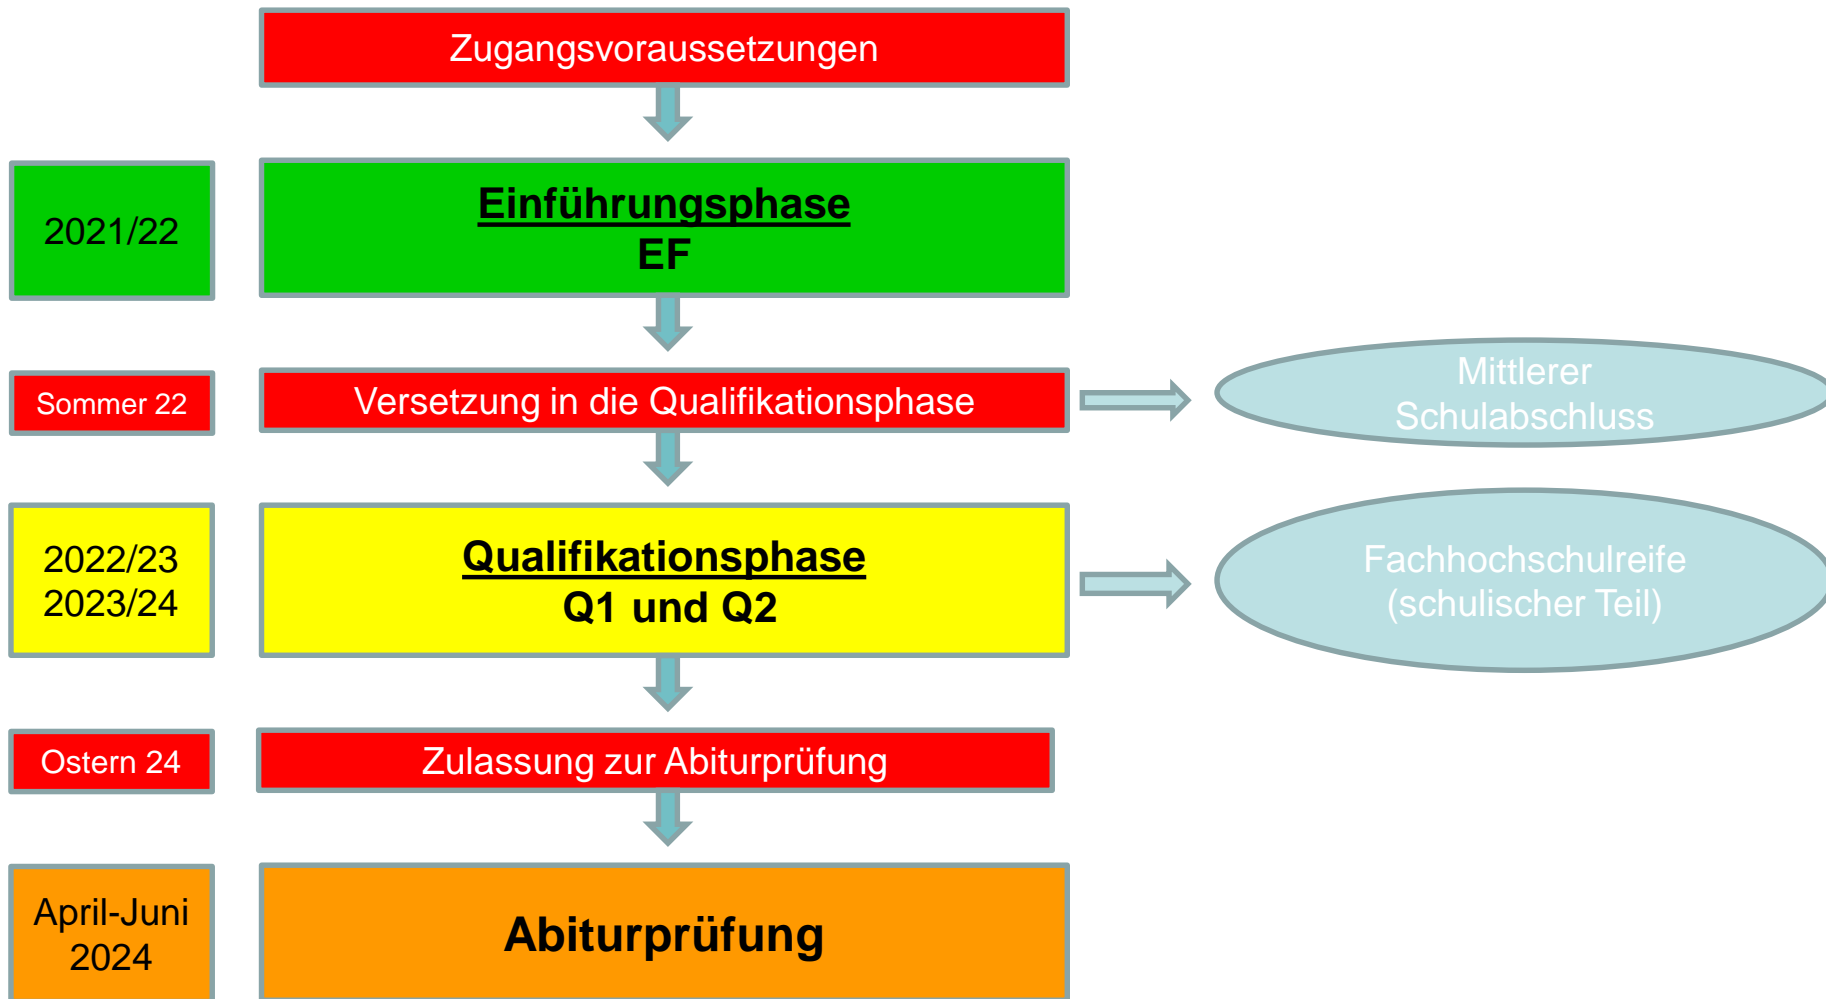 Zugangsvoraussetzungen
2021/22
Einführungsphase
EF
Sommer 22
Versetzung in die Qualifikationsphase
Mittlerer
Schulabschluss
2022/23
2023/24
Qualifikationsphase
Q1 und Q2
Fachhochschulreife
(schulischer Teil)
Ostern 24
Zulassung zur Abiturprüfung
April-Juni
2024
Abiturprüfung